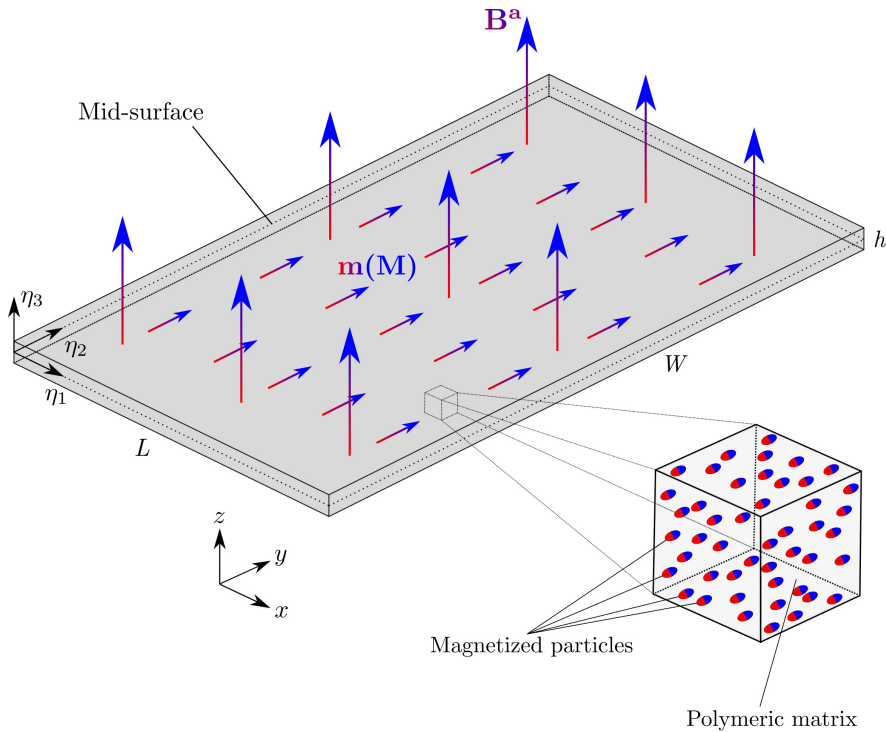 Bᵃ
Mid-surface
h
m(M)
η₃
η₂
η₁
W
L
z
y
x
Magnetized particles
Polymeric matrix